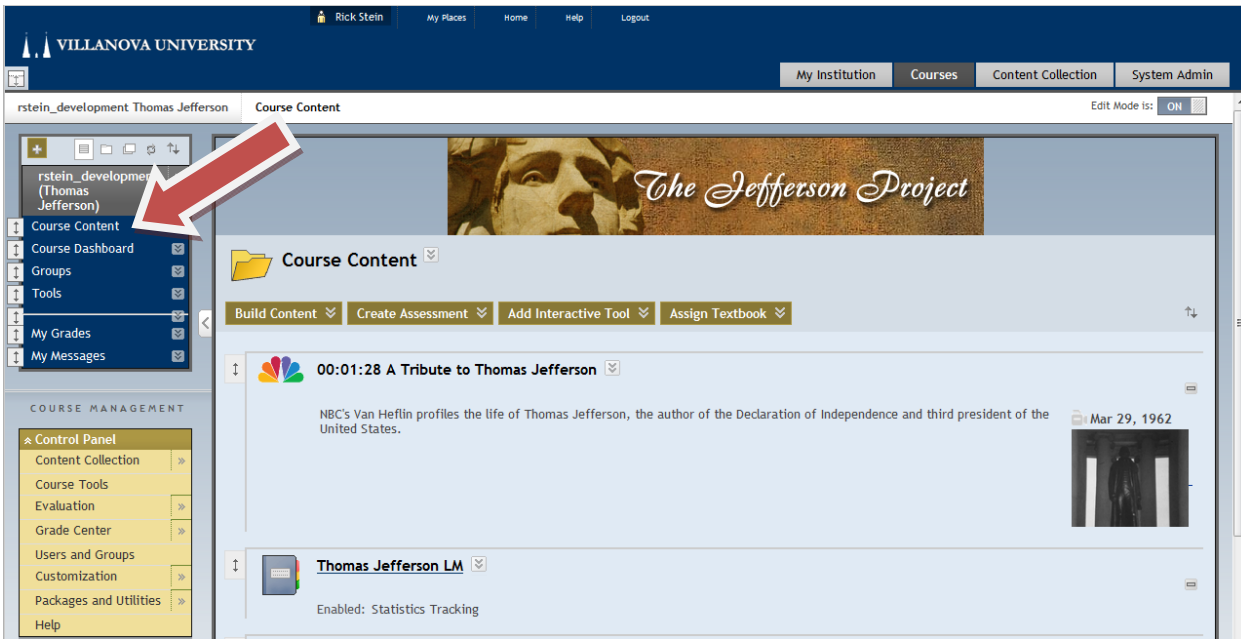 Rick Stein My Places Home Help Logout
VILLANOVA UNIVERSITY
My Institution Courses Content Collection System Admin
rstein_development Thomas Jefferson Course Content Edit Mode is: ON
rstein_developmen
(Thomas
Jefferson)
Course Content
Course Dashboard
Groups
Tools
My Grades
My Messages
COURSE MANAGEMENT
Control Panel
Content Collection
Course Tools
Evaluation
Grade Center
Users and Groups
Customization
Packages and Utilities
Help
The Jefferson Project
Course Content
Build Content Create Assessment Add Interactive Tool Assign Textbook
00:01:28 A Tribute to Thomas Jefferson
NBC's Van Heflin profiles the life of Thomas Jefferson, the author of the Declaration of Independence and third president of the
United States.
Mar 29, 1962
Thomas Jefferson LM
Enabled: Statistics Tracking